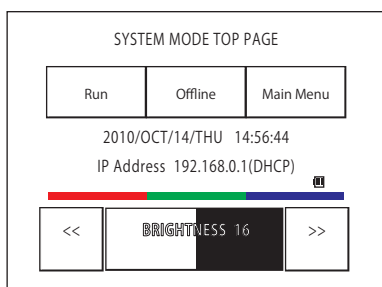 SYSTEM MODE TOP PAGE
Run Offline Main Menu
2010/OCT/14/THU 14:56:44
IP Address 192.168.0.1(DHCP)
<< BRIGHTNESS 16 >>